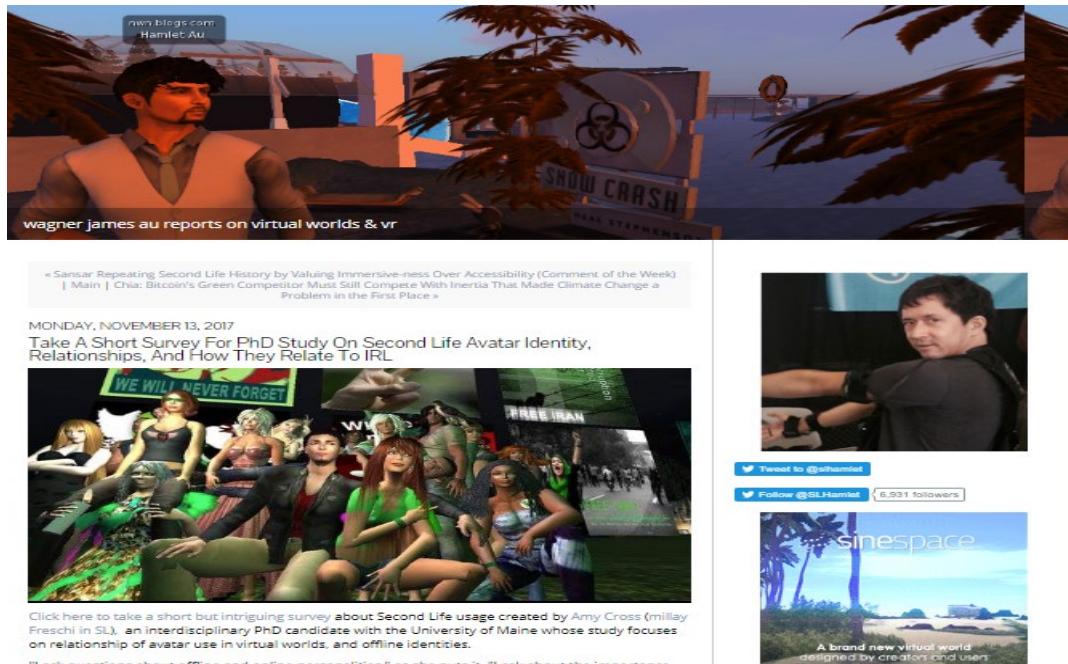 nwn.blogs.com
Hamlet Au
SNOW CRASH
NEAL STEPHENSON
wagner james au reports on virtual worlds & vr
« Sansar Repeating Second Life History by Valuing Immersive-ness Over Accessibility (Comment of the Week)
| Main | Chia: Bitcoin's Green Competitor Must Still Compete With Inertia That Made Climate Change a
Problem in the First Place »
MONDAY, NOVEMBER 13, 2017
Take A Short Survey For PhD Study On Second Life Avatar Identity,
Relationships, And How They Relate To IRL
WE WILL NEVER FORGET
FREE IRAN
Click here to take a short but intriguing survey about Second Life usage created by Amy Cross (millay
Freschi in SL), an interdisciplinary PhD candidate with the University of Maine whose study focuses
on relationship of avatar use in virtual worlds, and offline identities.
Tweet to @slhamlet
Follow @SLHamlet 6,931 followers
sinespace
A brand new virtual world
designed by creators and users